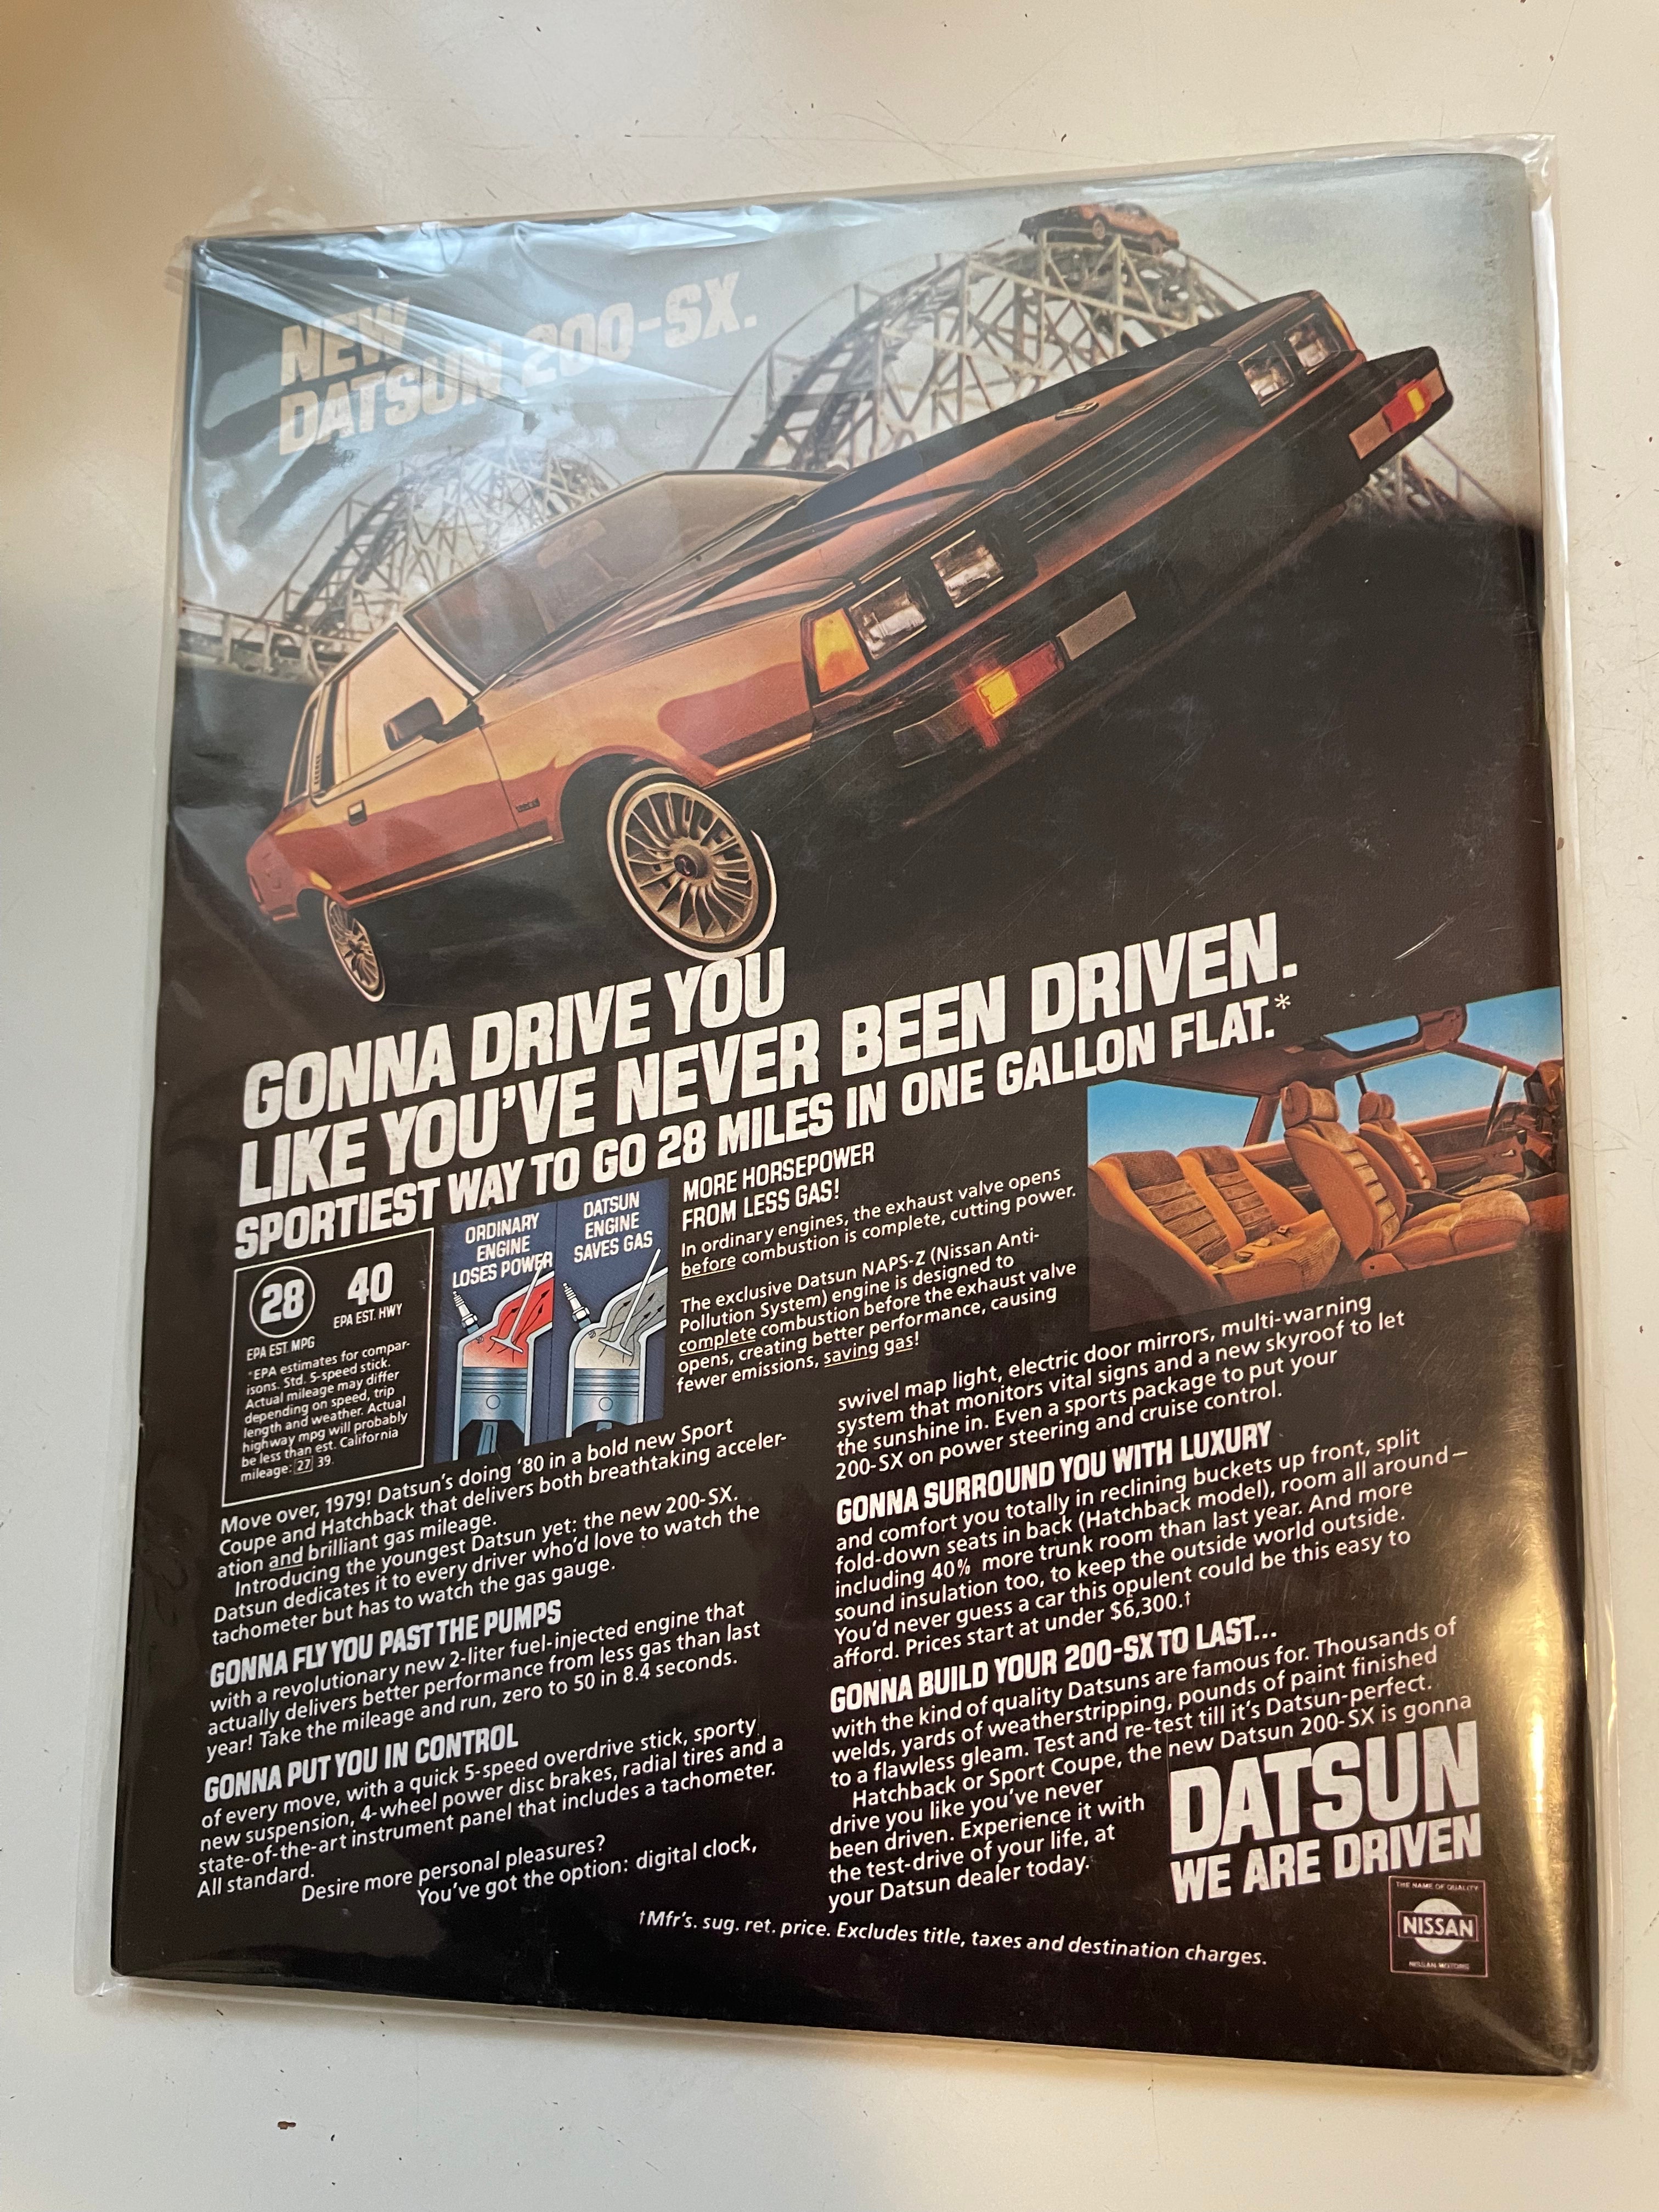 NEW
DATSUN 200-SX.
GONNA DRIVE YOU
LIKE YOU'VE NEVER BEEN DRIVEN.
SPORTIEST WAY TO GO 28 MILES IN ONE GALLON FLAT.*
28
EPA EST. MPG
40
EPA EST. HWY
*EPA estimates for compar-
isons. Std. 5-speed stick.
Actual mileage may differ
depending on speed, trip
length and weather. Actual
highway mpg will probably
be less than est. California
mileage: 27 39.
ORDINARY
ENGINE
LOSES POWER
DATSUN
ENGINE
SAVES GAS
MORE HORSEPOWER
FROM LESS GAS!
In ordinary engines, the exhaust valve opens
before combustion is complete, cutting power.
The exclusive Datsun NAPS-Z (Nissan Anti-
Pollution System) engine is designed to
complete combustion before the exhaust valve
opens, creating better performance, causing
fewer emissions, saving gas!
Move over, 1979! Datsun's doing '80 in a bold new Sport
Coupe and Hatchback that delivers both breathtaking acceler-
ation and brilliant gas mileage.
Introducing the youngest Datsun yet: the new 200-SX.
Datsun dedicates it to every driver who'd love to watch the
tachometer but has to watch the gas gauge.
GONNA FLY YOU PAST THE PUMPS
with a revolutionary new 2-liter fuel-injected engine that
actually delivers better performance from less gas than last
year! Take the mileage and run, zero to 50 in 8.4 seconds.
GONNA PUT YOU IN CONTROL
of every move, with a quick 5-speed overdrive stick, sporty
new suspension, 4-wheel power disc brakes, radial tires and a
state-of-the-art instrument panel that includes a tachometer.
All standard.
Desire more personal pleasures?
You've got the option: digital clock,
swivel map light, electric door mirrors, multi-warning
system that monitors vital signs and a new skyroof to let
the sunshine in. Even a sports package to put your
200-SX on power steering and cruise control.
GONNA SURROUND YOU WITH LUXURY
and comfort you totally in reclining buckets up front, split
fold-down seats in back (Hatchback model), room all around—
including 40% more trunk room than last year. And more
sound insulation too, to keep the outside world outside.
You'd never guess a car this opulent could be this easy to
afford. Prices start at under $6,300.†
GONNA BUILD YOUR 200-SX TO LAST...
with the kind of quality Datsuns are famous for. Thousands of
welds, yards of weatherstripping, pounds of paint finished
to a flawless gleam. Test and re-test till it's Datsun-perfect.
Hatchback or Sport Coupe, the new Datsun 200-SX is gonna
drive you like you've never
been driven. Experience it with
the test-drive of your life, at
your Datsun dealer today.
DATSUN
WE ARE DRIVEN
THE NAME OF QUALITY
NISSAN
NISSAN MOTORS
†Mfr's. sug. ret. price. Excludes title, taxes and destination charges.